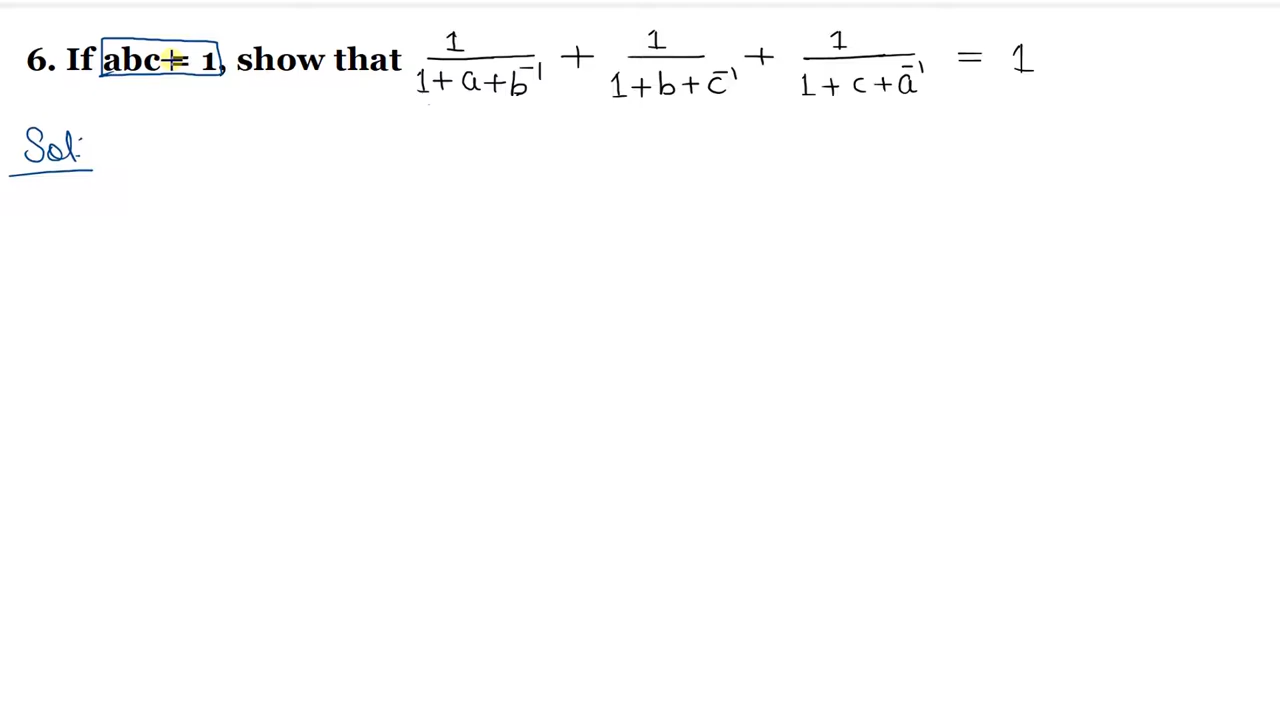 6. If abc = 1, show that 1/(1+a+b⁻¹) + 1/(1+b+c⁻¹) + 1/(1+c+a⁻¹) = 1
Sol: